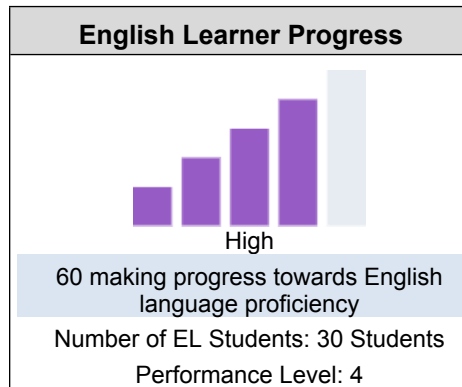 English Learner Progress
High
60 making progress towards English
language proficiency
Number of EL Students: 30 Students
Performance Level: 4